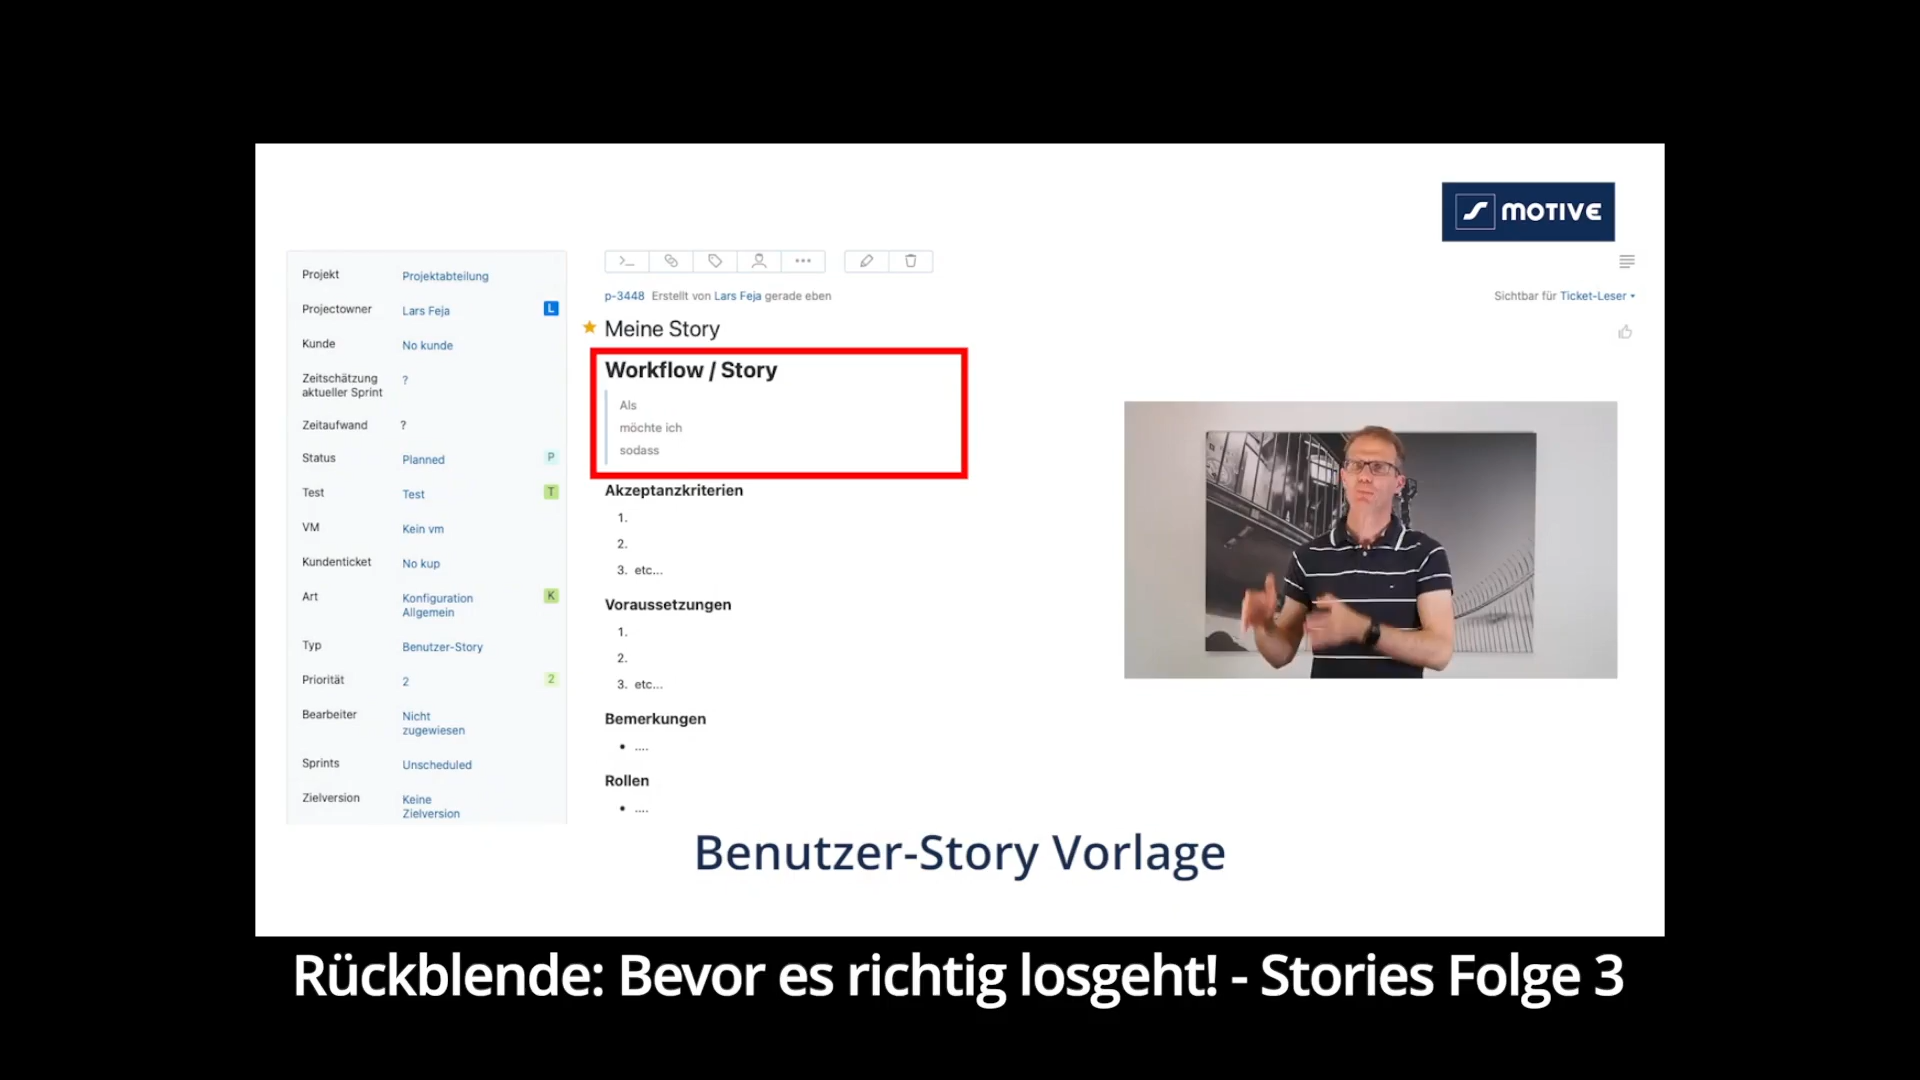 MOTIVE
Projekt Projektabteilung
Projectowner Lars Feja L
Kunde No kunde
Zeitschätzung
aktueller Sprint ?
Zeitaufwand ?
Status Planned P
Test Test T
VM Kein vm
Kundenticket No kup
Art Konfiguration
Allgemein K
Typ Benutzer-Story
Priorität 2 2
Bearbeiter Nicht
zugewiesen
Sprints Unscheduled
Zielversion Keine
Zielversion
p-3448 Erstellt von Lars Feja gerade eben
Sichtbar für Ticket-Leser
Meine Story
Workflow / Story
Als
möchte ich
sodass
Akzeptanzkriterien
1.
2.
3. etc...
Voraussetzungen
1.
2.
3. etc...
Bemerkungen
• ....
Rollen
• ....
Benutzer-Story Vorlage
Rückblende: Bevor es richtig losgeht! - Stories Folge 3